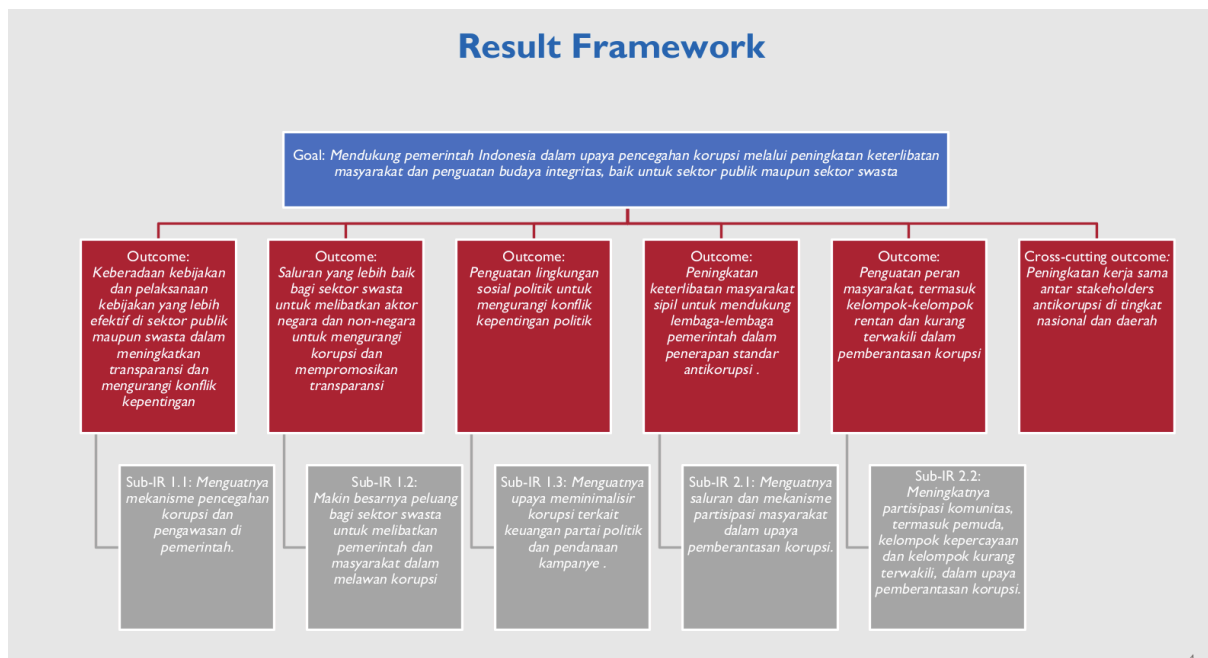 Result Framework
Goal: Mendukung pemerintah Indonesia dalam upaya pencegahan korupsi melalui peningkatan keterlibatan
masyarakat dan penguatan budaya integritas, baik untuk sektor publik maupun sektor swasta
Outcome:
Keberadaan kebijakan
dan pelaksanaan
kebijakan yang lebih
efektif di sektor publik
maupun swasta dalam
meningkatkan
transparansi dan
mengurangi konflik
kepentingan
Outcome:
Saluran yang lebih baik
bagi sektor swasta
untuk melibatkan aktor
negara dan non-negara
untuk mengurangi
korupsi dan
mempromosikan
transparansi
Outcome:
Penguatan lingkungan
sosial politik untuk
mengurangi konflik
kepentingan politik
Outcome:
Peningkatan
keterlibatan masyarakat
sipil untuk mendukung
lembaga-lembaga
pemerintah dalam
penerapan standar
antikorupsi .
Outcome:
Penguatan peran
masyarakat, termasuk
kelompok-kelompok
rentan dan kurang
terwakili dalam
pemberantasan korupsi
Cross-cutting outcome:
Peningkatan kerja sama
antar stakeholders
antikorupsi di tingkat
nasional dan daerah
Sub-IR 1.1: Menguatnya
mekanisme pencegahan
korupsi dan
pengawasan di
pemerintah.
Sub-IR 1.2:
Makin besarnya peluang
bagi sektor swasta
untuk melibatkan
pemerintah dan
masyarakat dalam
melawan korupsi
Sub-IR 1.3: Menguatnya
upaya meminimalisir
korupsi terkait
keuangan partai politik
dan pendanaan
kampanye .
Sub-IR 2.1: Menguatnya
saluran dan mekanisme
partisipasi masyarakat
dalam upaya
pemberantasan korupsi.
Sub-IR 2.2:
Meningkatnya
partisipasi komunitas,
termasuk pemuda,
kelompok kepercayaan
dan kelompok kurang
terwakili, dalam upaya
pemberantasan korupsi.